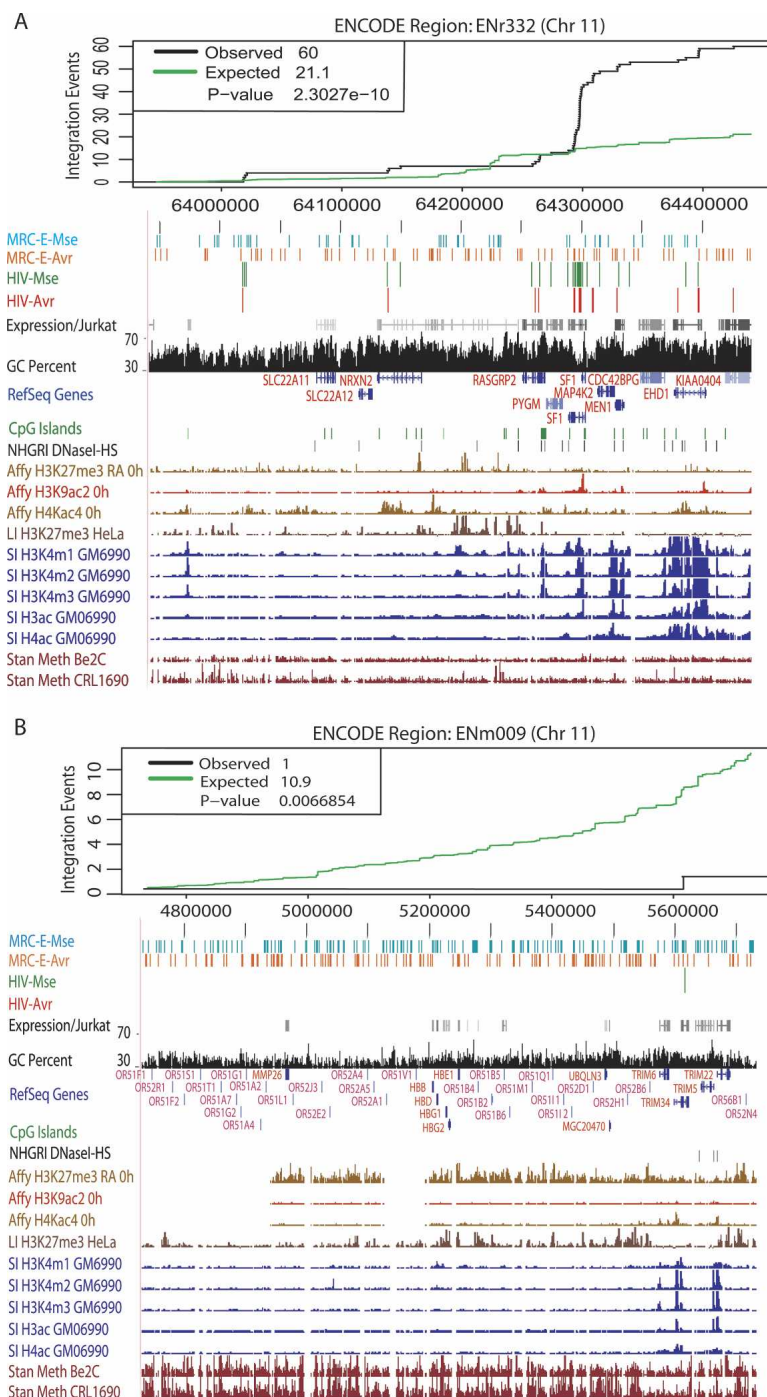 A
ENCODE Region: ENr332 (Chr 11)
Integration Events
0 10 20 30 40 50 60
Observed 60
Expected 21.1
P-value 2.3027e-10
64000000 64100000 64200000 64300000 64400000
MRC-E-Mse
MRC-E-Avr
HIV-Mse
HIV-Avr
Expression/Jurkat
70
GC Percent
30
SLC22A11 NRXN2 RASGRP2 SF1 CDC42BPG KIAA0404
RefSeq Genes
SLC22A12 MAP4K2 EHD1
PYGM MEN1
SF1
CpG Islands
NHGRI DNaseI-HS
Affy H3K27me3 RA 0h
Affy H3K9ac2 0h
Affy H4Kac4 0h
LI H3K27me3 HeLa
SI H3K4m1 GM6990
SI H3K4m2 GM6990
SI H3K4m3 GM6990
SI H3ac GM06990
SI H4ac GM06990
Stan Meth Be2C
Stan Meth CRL1690
B
ENCODE Region: ENm009 (Chr 11)
Integration Events
0 2 4 6 8 10
Observed 1
Expected 10.9
P-value 0.0066854
4800000 5000000 5200000 5400000 5600000
MRC-E-Mse
MRC-E-Avr
HIV-Mse
HIV-Avr
Expression/Jurkat
70
GC Percent
30
OR51F1 OR51S1 OR51G1 MMP26 OR52A4 OR51V1 HBE1 OR51B5 OR51Q1 UBQLN3 TRIM6 TRIM22
OR52R1 OR51T1 OR51A2 OR52J3 OR52A5 HBB OR51B4 OR51M1 OR52D1 OR52B6 TRIM5
RefSeq Genes
OR51F2 OR51A7 OR51L1 OR52A1 HBD OR51B2 OR51I1 OR52H1 TRIM34 OR56B1
OR51G2 OR52E2 HBG1 OR51B6 OR51I2 OR52N4
OR51A4 HBG2 MGC20470
CpG Islands
NHGRI DNaseI-HS
Affy H3K27me3 RA 0h
Affy H3K9ac2 0h
Affy H4Kac4 0h
LI H3K27me3 HeLa
SI H3K4m1 GM6990
SI H3K4m2 GM6990
SI H3K4m3 GM6990
SI H3ac GM06990
SI H4ac GM06990
Stan Meth Be2C
Stan Meth CRL1690